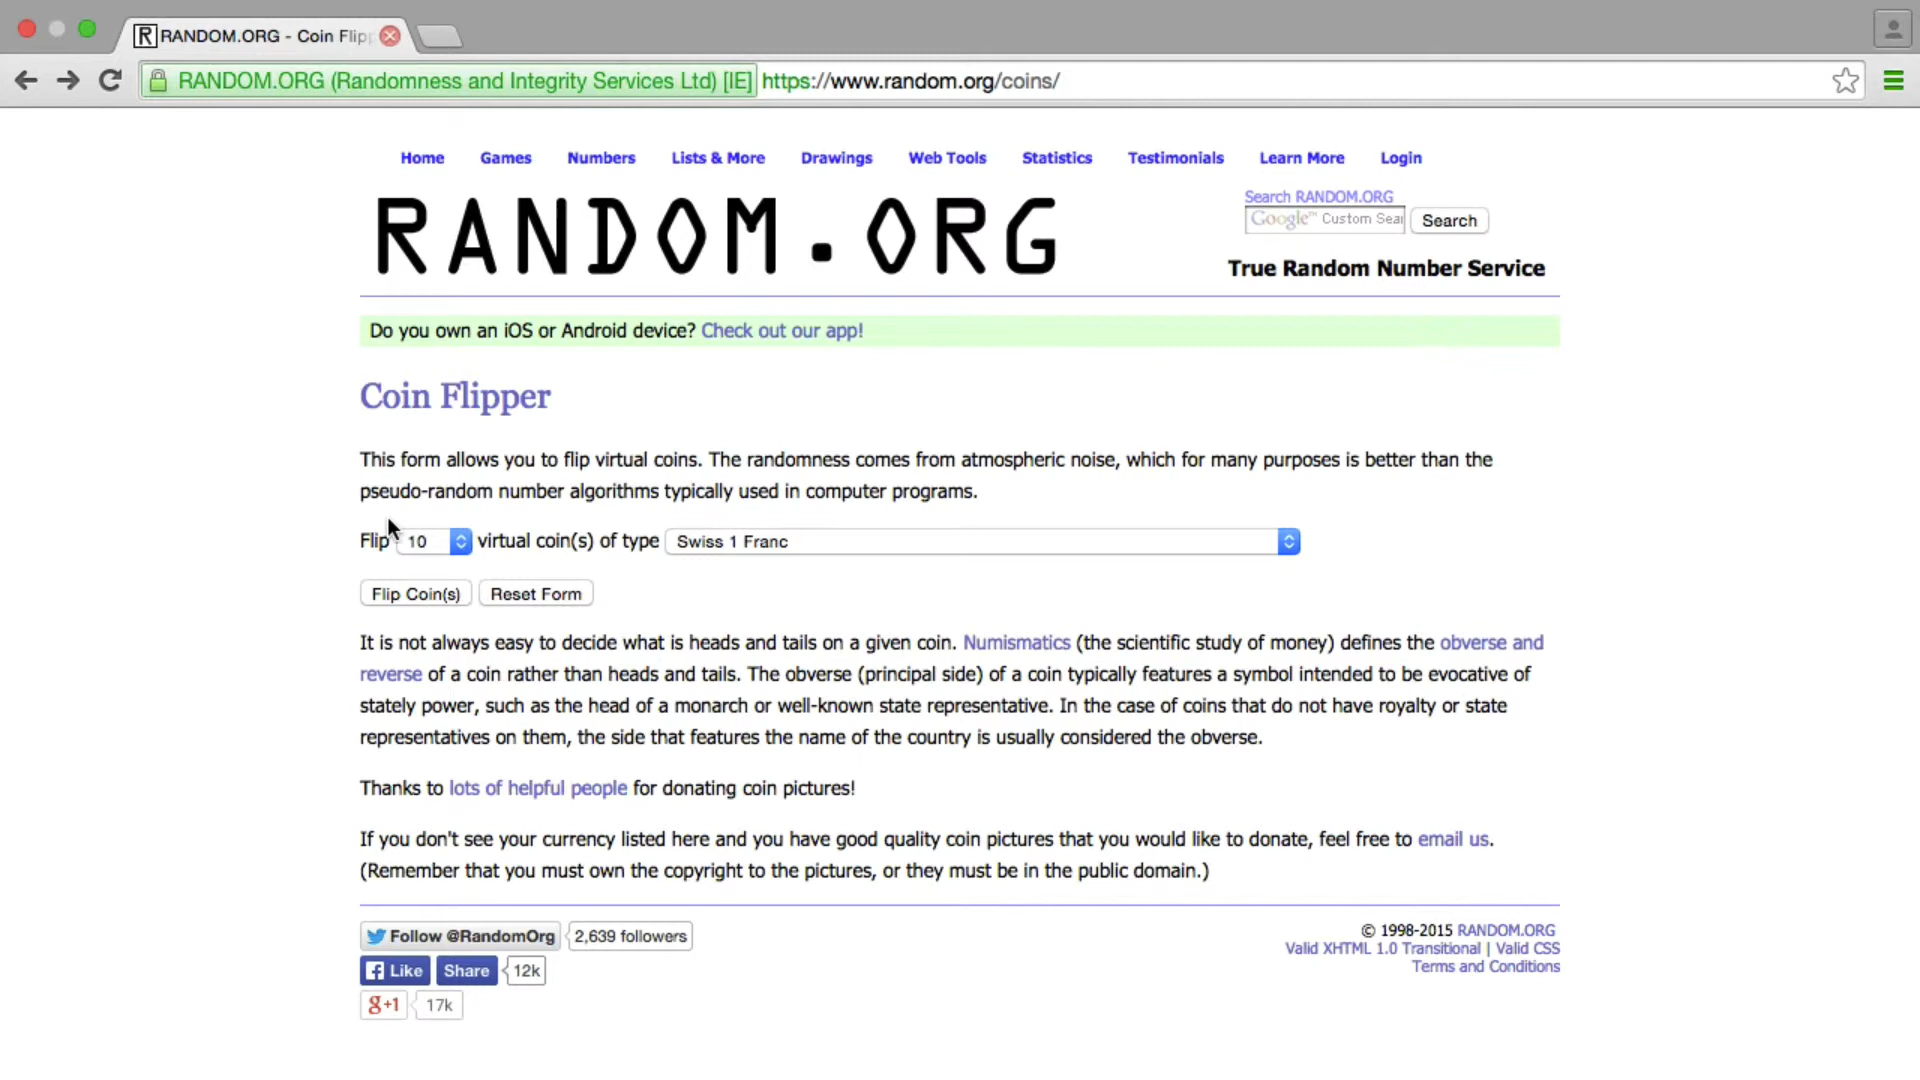 RANDOM.ORG - Coin Flipp
RANDOM.ORG (Randomness and Integrity Services Ltd) [IE] https://www.random.org/coins/
Home Games Numbers Lists & More Drawings Web Tools Statistics Testimonials Learn More Login
RANDOM.ORG
Search RANDOM.ORG
Google™ Custom Sear Search
True Random Number Service
Do you own an iOS or Android device? Check out our app!
Coin Flipper
This form allows you to flip virtual coins. The randomness comes from atmospheric noise, which for many purposes is better than the
pseudo-random number algorithms typically used in computer programs.
Flip 10 virtual coin(s) of type Swiss 1 Franc
Flip Coin(s) Reset Form
It is not always easy to decide what is heads and tails on a given coin. Numismatics (the scientific study of money) defines the obverse and
reverse of a coin rather than heads and tails. The obverse (principal side) of a coin typically features a symbol intended to be evocative of
stately power, such as the head of a monarch or well-known state representative. In the case of coins that do not have royalty or state
representatives on them, the side that features the name of the country is usually considered the obverse.
Thanks to lots of helpful people for donating coin pictures!
If you don't see your currency listed here and you have good quality coin pictures that you would like to donate, feel free to email us.
(Remember that you must own the copyright to the pictures, or they must be in the public domain.)
Follow @RandomOrg 2,639 followers
Like Share 12k
g+1 17k
© 1998-2015 RANDOM.ORG
Valid XHTML 1.0 Transitional | Valid CSS
Terms and Conditions